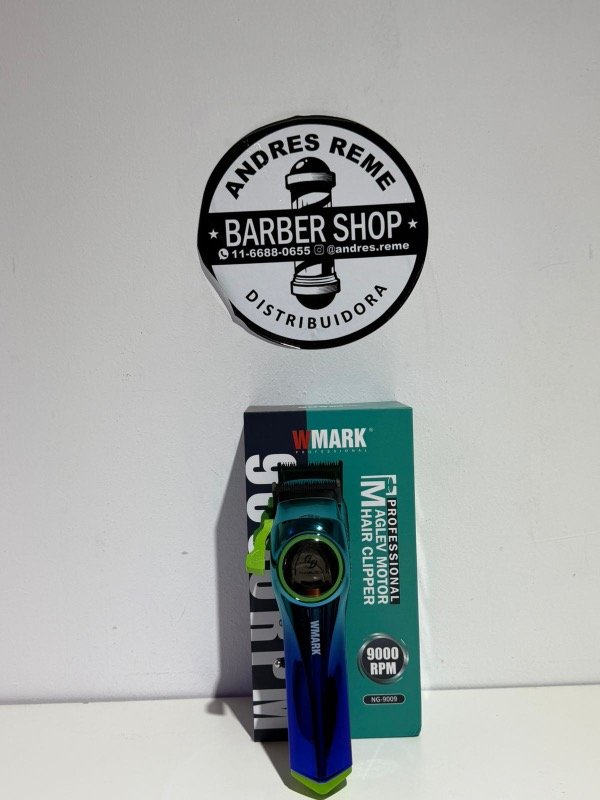 ANDRES REME
BARBER SHOP
11-6688-0655 @andres.reme
DISTRIBUIDORA
WMARK®
PROFESSIONAL
9000RPM
PROFESSIONAL
MAGLEV MOTOR
HAIR CLIPPER
9000
RPM
NG-9009
WMARK